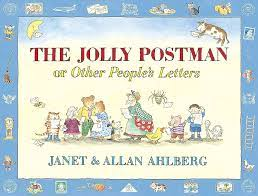 THE JOLLY POSTMAN
or Other People's Letters
JANET & ALLAN AHLBERG